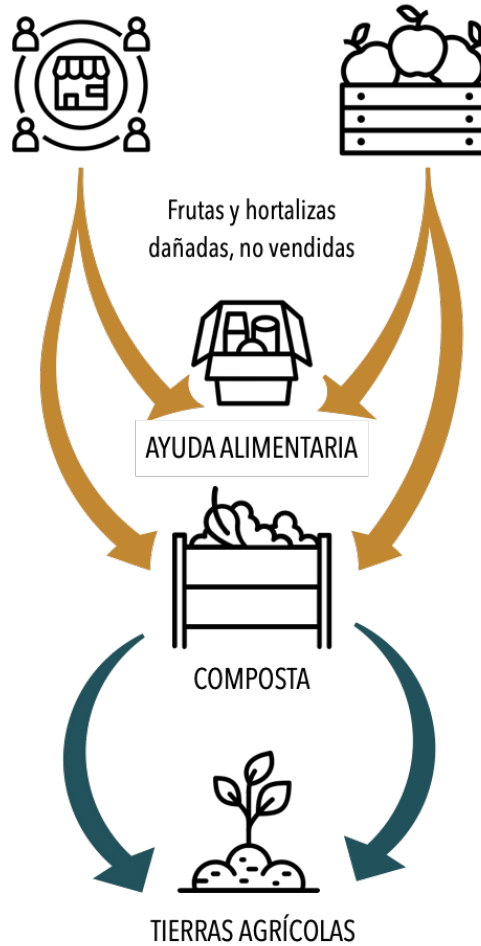 Frutas y hortalizas
dañadas, no vendidas
AYUDA ALIMENTARIA
COMPOSTA
TIERRAS AGRÍCOLAS